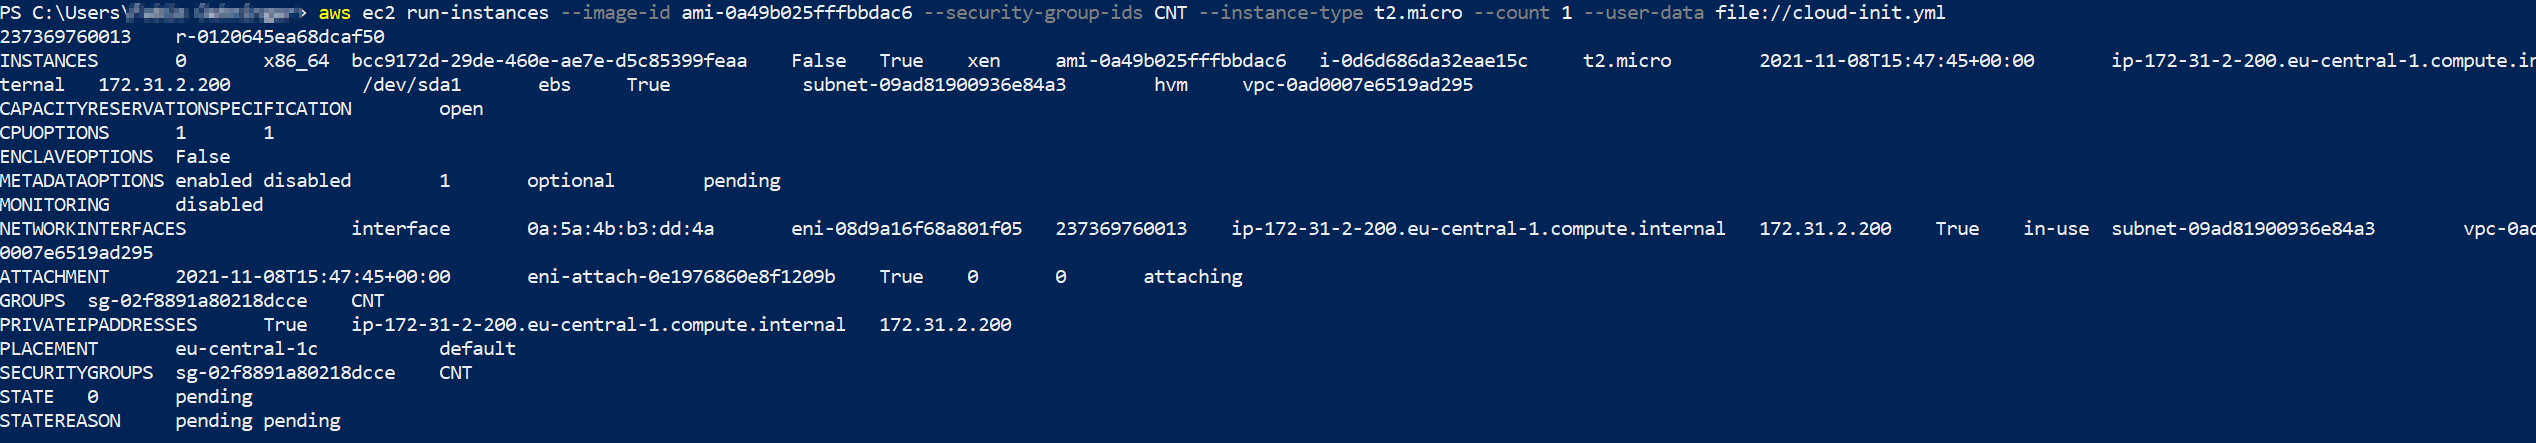 PS C:\Users\ > aws ec2 run-instances --image-id ami-0a49b025fffbbdac6 --security-group-ids CNT --instance-type t2.micro --count 1 --user-data file://cloud-init.yml
237369760013 r-0120645ea68dcaf50
INSTANCES 0 x86_64 bcc9172d-29de-460e-ae7e-d5c85399feaa False True xen ami-0a49b025fffbbdac6 i-0d6d686da32eae15c t2.micro 2021-11-08T15:47:45+00:00 ip-172-31-2-200.eu-central-1.compute.in
ternal 172.31.2.200 /dev/sda1 ebs True subnet-09ad81900936e84a3 hvm vpc-0ad0007e6519ad295
CAPACITYRESERVATIONSPECIFICATION open
CPUOPTIONS 1 1
ENCLAVEOPTIONS False
METADATAOPTIONS enabled disabled 1 optional pending
MONITORING disabled
NETWORKINTERFACES interface 0a:5a:4b:b3:dd:4a eni-08d9a16f68a801f05 237369760013 ip-172-31-2-200.eu-central-1.compute.internal 172.31.2.200 True in-use subnet-09ad81900936e84a3 vpc-0ad
0007e6519ad295
ATTACHMENT 2021-11-08T15:47:45+00:00 eni-attach-0e1976860e8f1209b True 0 0 attaching
GROUPS sg-02f8891a80218dcce CNT
PRIVATEIPADDRESSES True ip-172-31-2-200.eu-central-1.compute.internal 172.31.2.200
PLACEMENT eu-central-1c default
SECURITYGROUPS sg-02f8891a80218dcce CNT
STATE 0 pending
STATEREASON pending pending